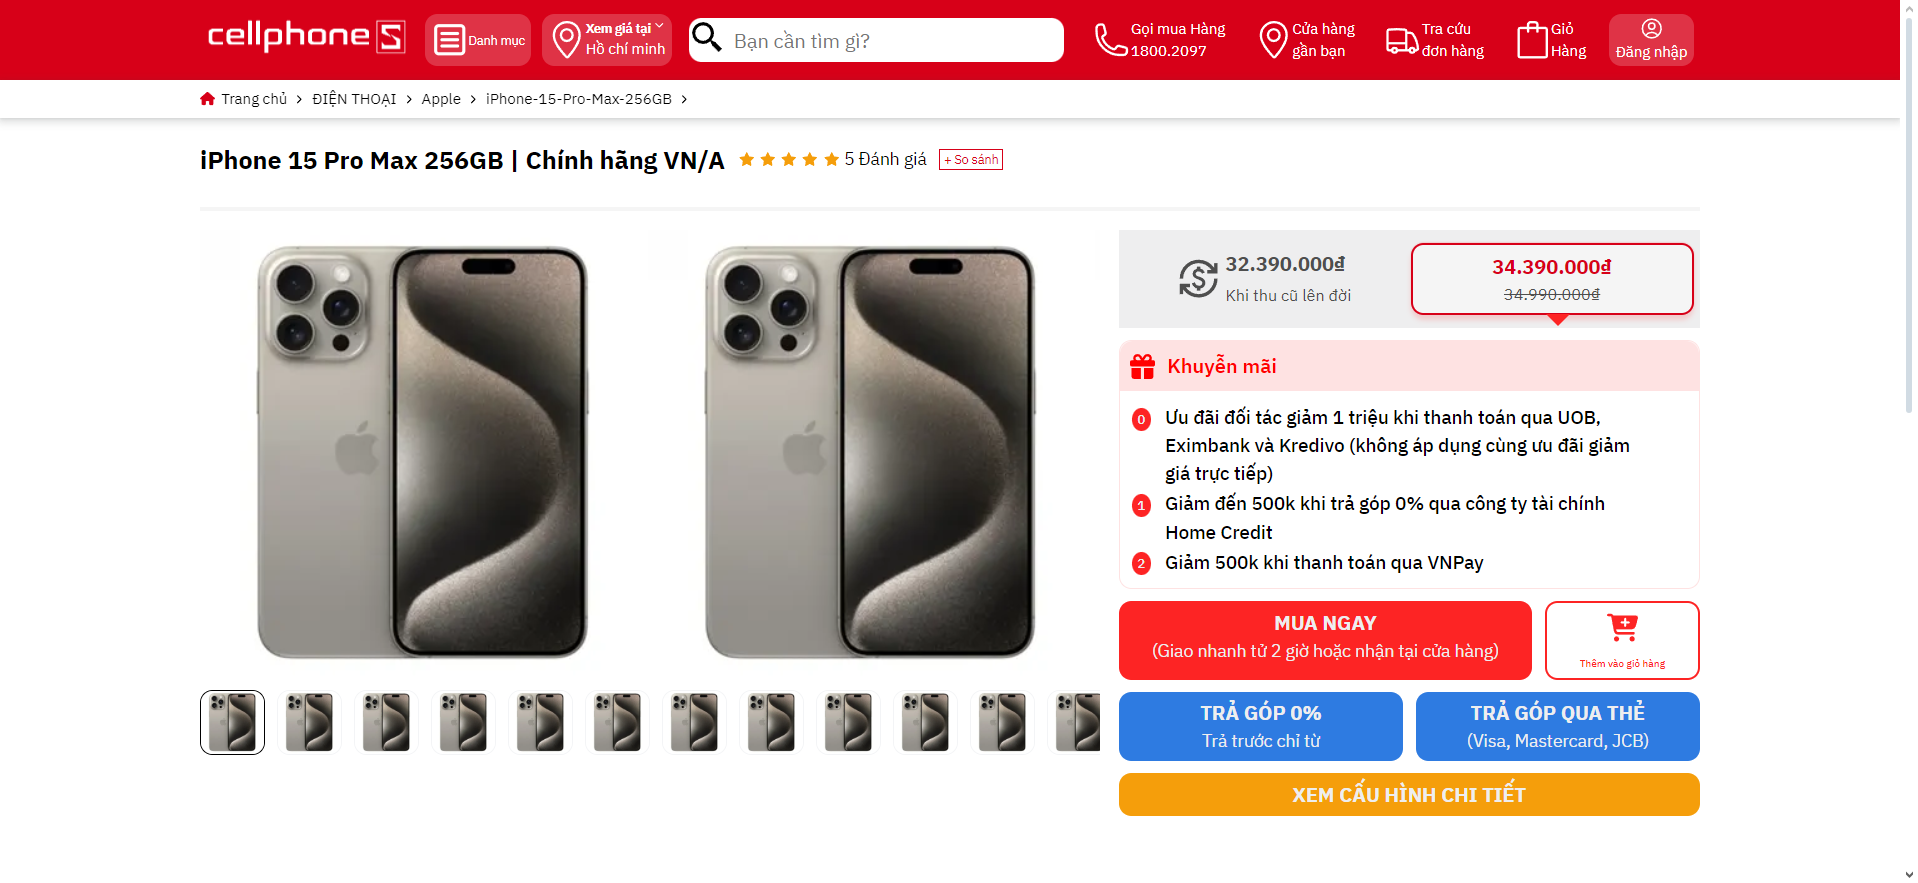 cellphone S
Danh mục
Xem giá tại
Hồ chí minh
Bạn cần tìm gì?
Gọi mua Hàng
1800.2097
Cửa hàng
gần bạn
Tra cứu
đơn hàng
Giỏ
Hàng
Đăng nhập
Trang chủ > ĐIỆN THOẠI > Apple > iPhone-15-Pro-Max-256GB >
iPhone 15 Pro Max 256GB | Chính hãng VN/A
5 Đánh giá
+ So sánh
32.390.000₫
Khi thu cũ lên đời
34.390.000₫
34.990.000₫
Khuyễn mãi
0 Ưu đãi đối tác giảm 1 triệu khi thanh toán qua UOB,
Eximbank và Kredivo (không áp dụng cùng ưu đãi giảm
giá trực tiếp)
1 Giảm đến 500k khi trả góp 0% qua công ty tài chính
Home Credit
2 Giảm 500k khi thanh toán qua VNPay
MUA NGAY
(Giao nhanh tử 2 giờ hoặc nhận tại cửa hàng)
Thêm vào giỏ hàng
TRẢ GÓP 0%
Trả trước chỉ từ
TRẢ GÓP QUA THẺ
(Visa, Mastercard, JCB)
XEM CẤU HÌNH CHI TIẾT